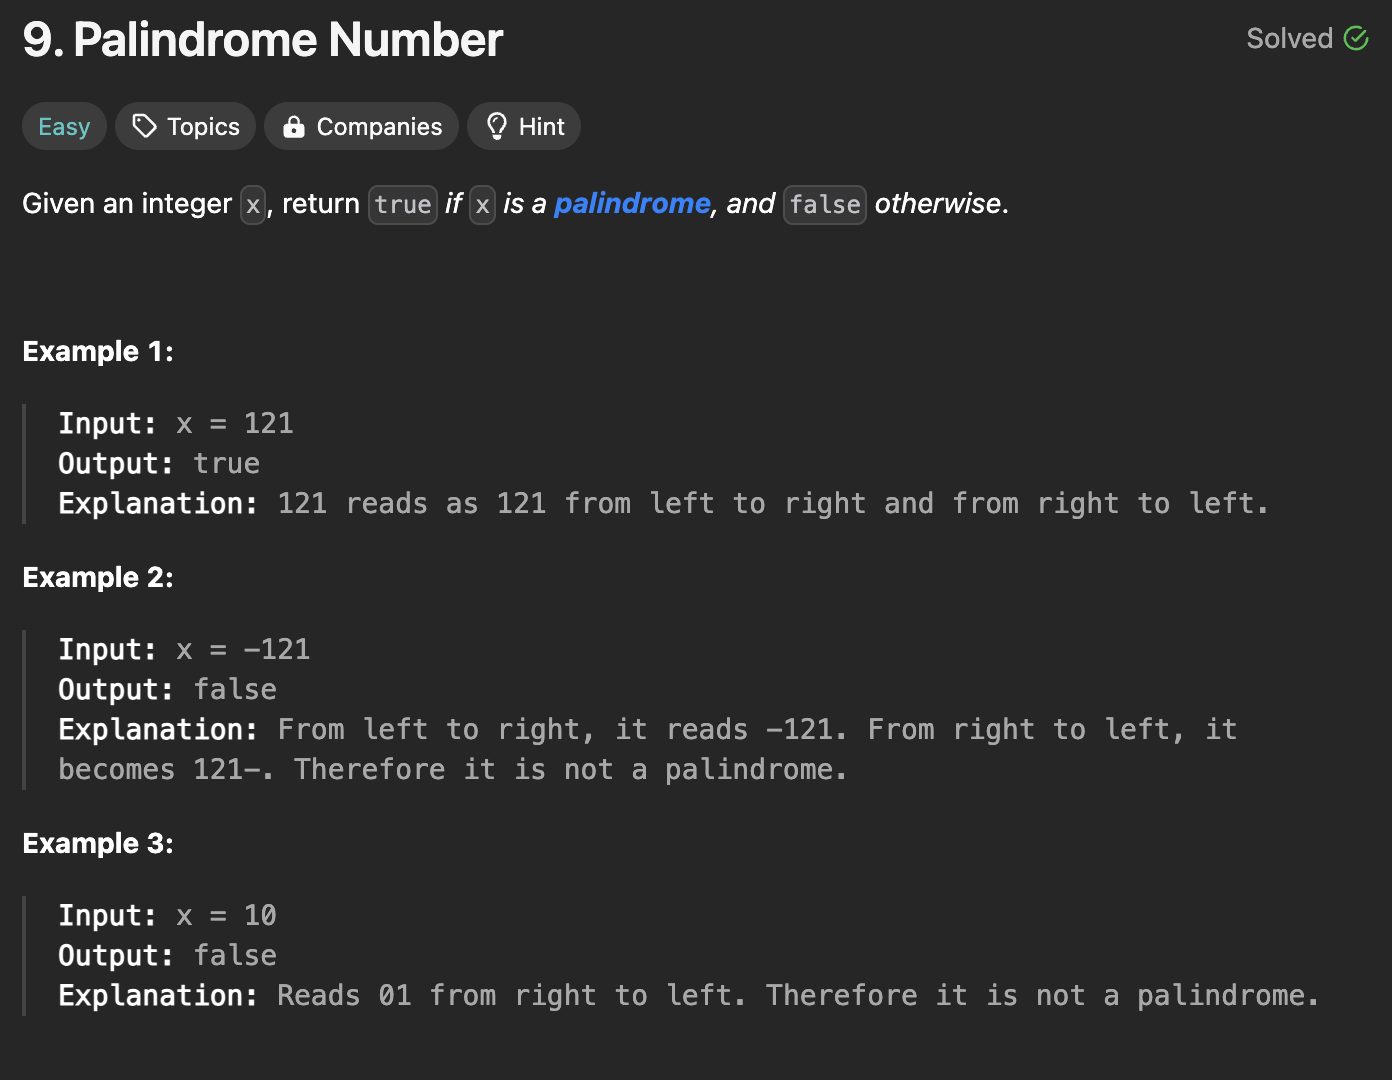 9. Palindrome Number
Solved
Easy
Topics
Companies
Hint
Given an integer x, return true if x is a palindrome, and false otherwise.
Example 1:
Input: x = 121
Output: true
Explanation: 121 reads as 121 from left to right and from right to left.
Example 2:
Input: x = -121
Output: false
Explanation: From left to right, it reads -121. From right to left, it
becomes 121-. Therefore it is not a palindrome.
Example 3:
Input: x = 10
Output: false
Explanation: Reads 01 from right to left. Therefore it is not a palindrome.